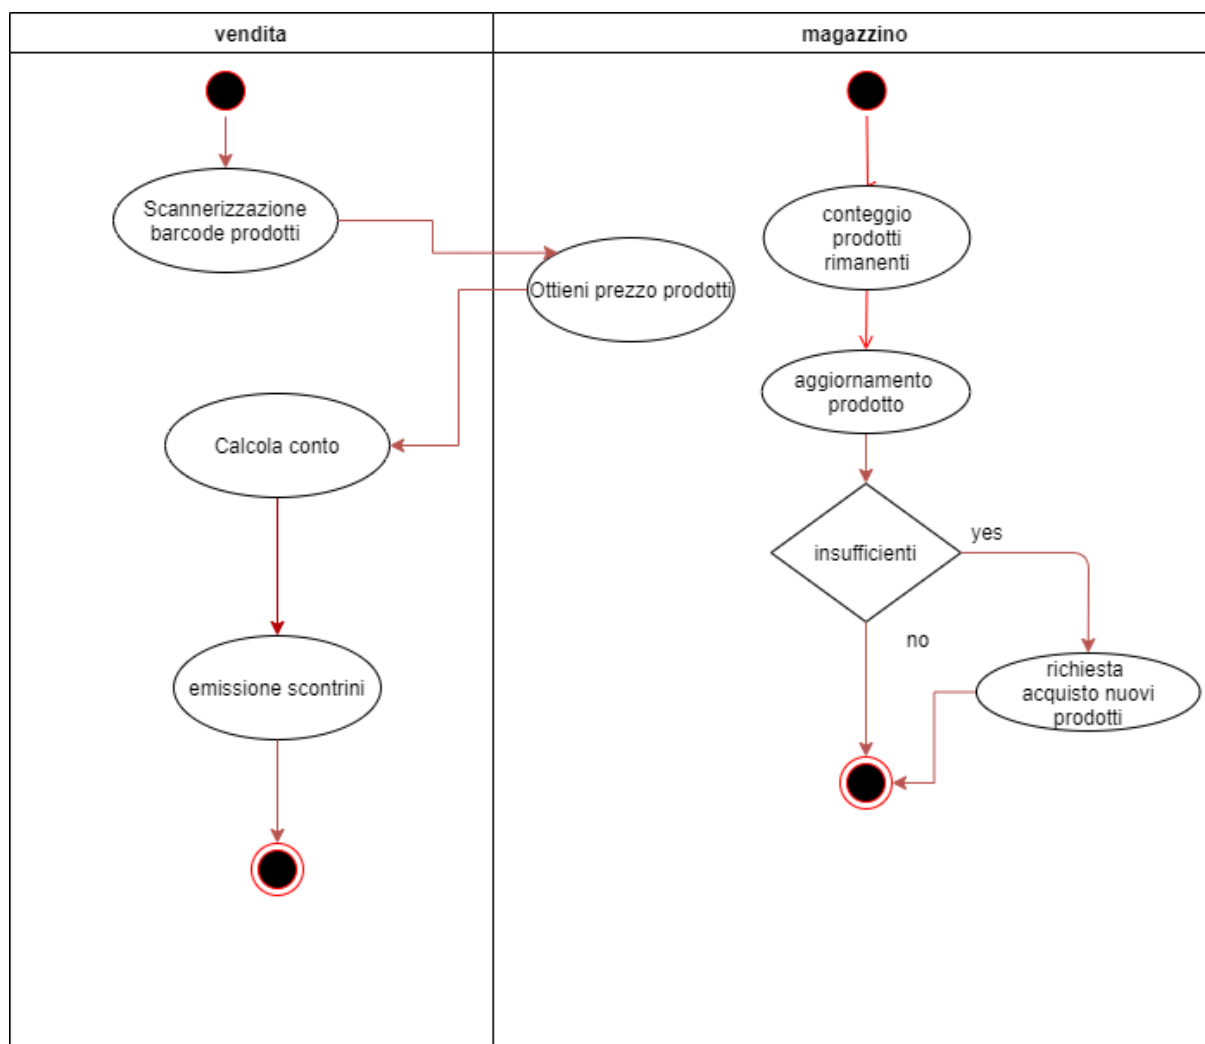 vendita
magazzino
Scannerizzazione
barcode prodotti
Ottieni prezzo prodotti
Calcola conto
emissione scontrini
conteggio
prodotti
rimanenti
aggiornamento
prodotto
insufficienti
yes
no
richiesta
acquisto nuovi
prodotti